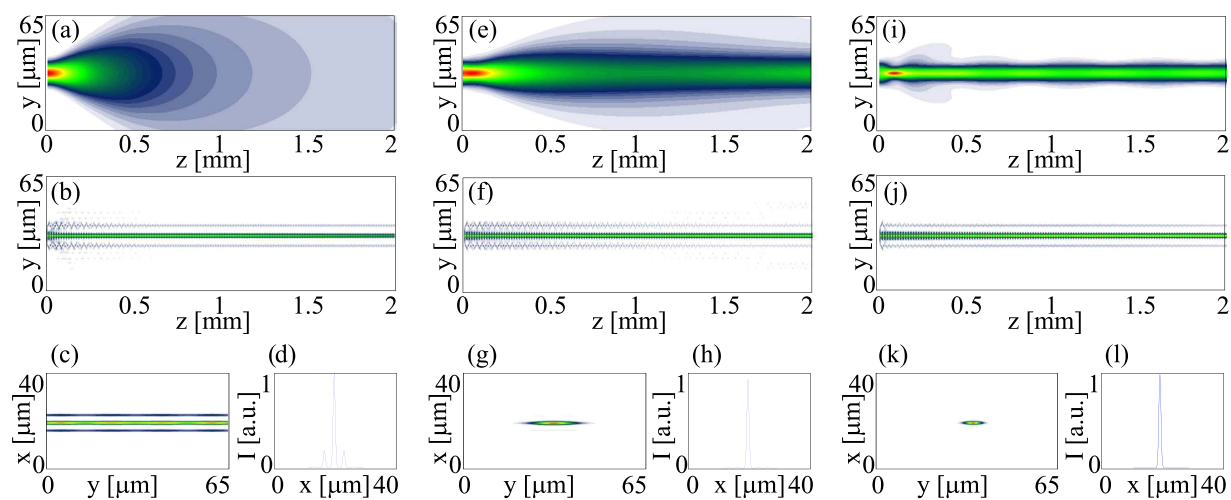 65 (a) 65 (e) 65 (i)
y [μm] y [μm] y [μm]
0 0 0
0 0.5 1 1.5 2 0 0.5 1 1.5 2 0 0.5 1 1.5 2
z [mm] z [mm] z [mm]
65 (b) 65 (f) 65 (j)
y [μm] y [μm] y [μm]
0 0 0
0 0.5 1 1.5 2 0 0.5 1 1.5 2 0 0.5 1 1.5 2
z [mm] z [mm] z [mm]
(c) (d) (g) (h) (k) (l)
40 1 40 1 40 1
x [μm] I [a.u.] x [μm] I [a.u.] x [μm] I [a.u.]
0 0 0 0 0 0
0 y [μm] 65 0 x [μm] 40 0 y [μm] 65 0 x [μm] 40 0 y [μm] 65 0 x [μm] 40